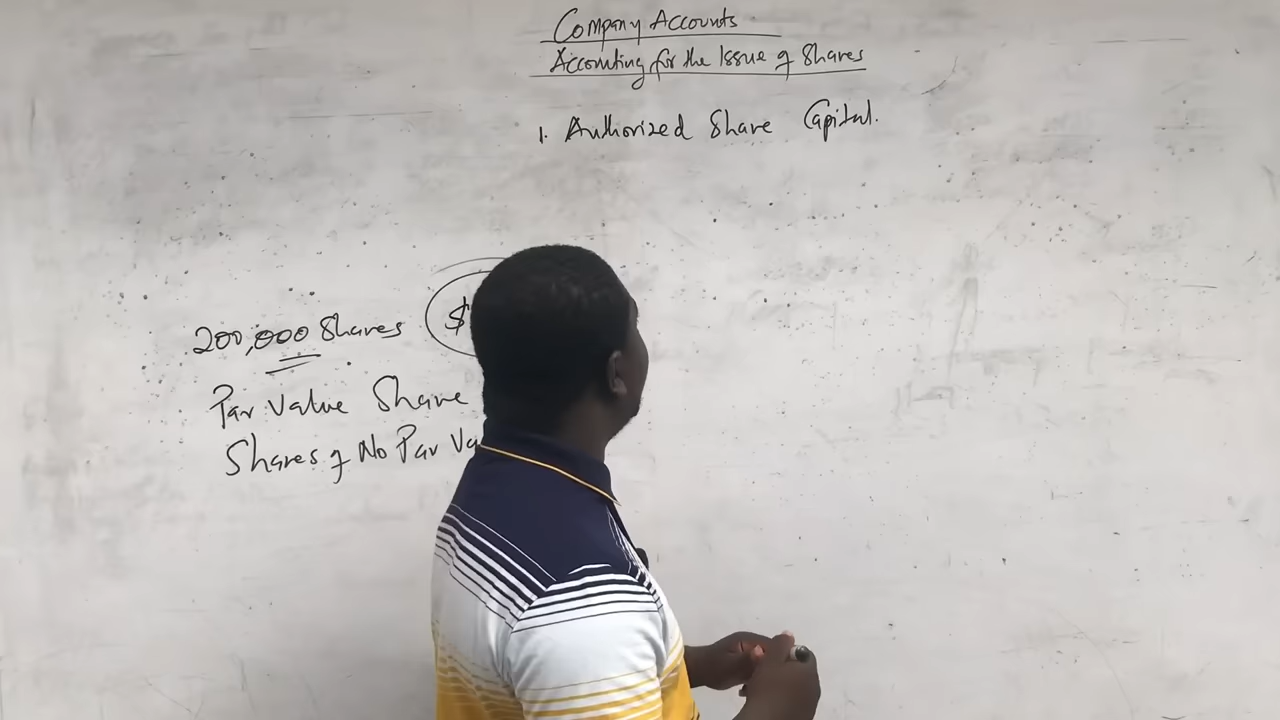 Company Accounts
Accounting for the Issue of Shares
1. Authorized Share Capital.
200,000 Shares $
Par Value Share
Shares of No Par Va